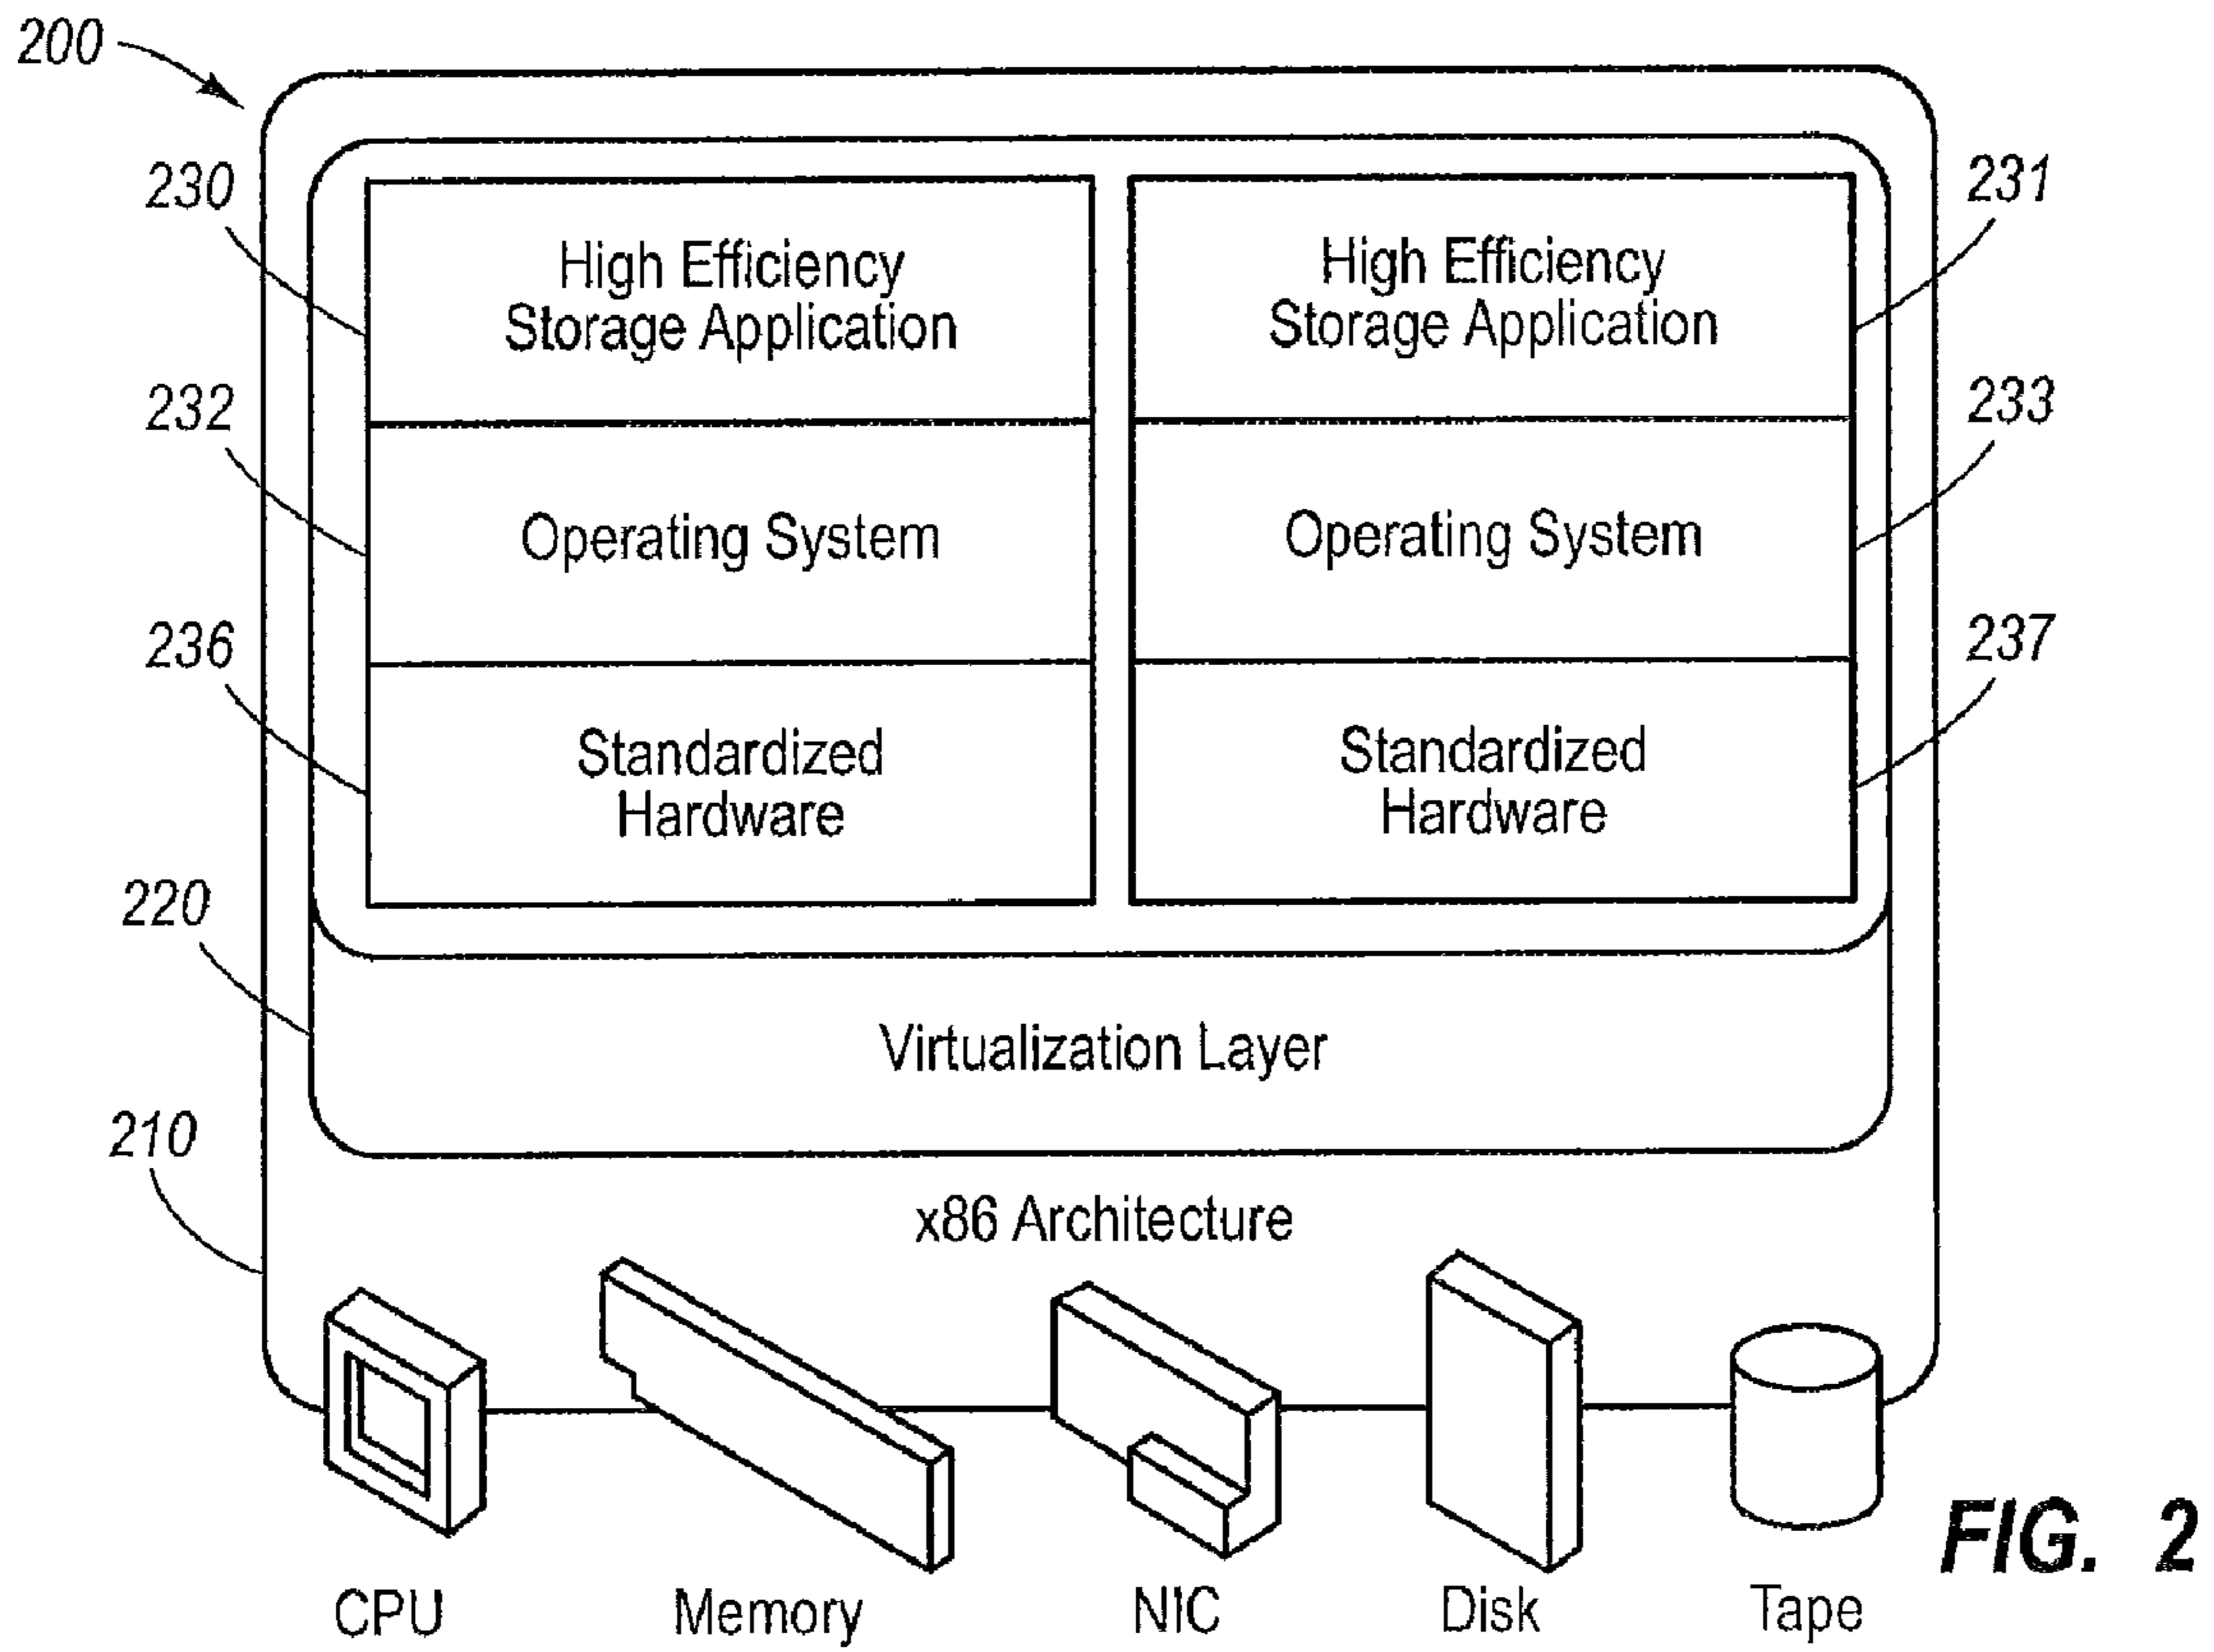 200
230
High Efficiency
Storage Application
High Efficiency
Storage Application
231
232
Operating System
Operating System
233
236
Standardized
Hardware
Standardized
Hardware
237
220
Virtualization Layer
210
x86 Architecture
CPU
Memory
NIC
Disk
Tape
FIG. 2